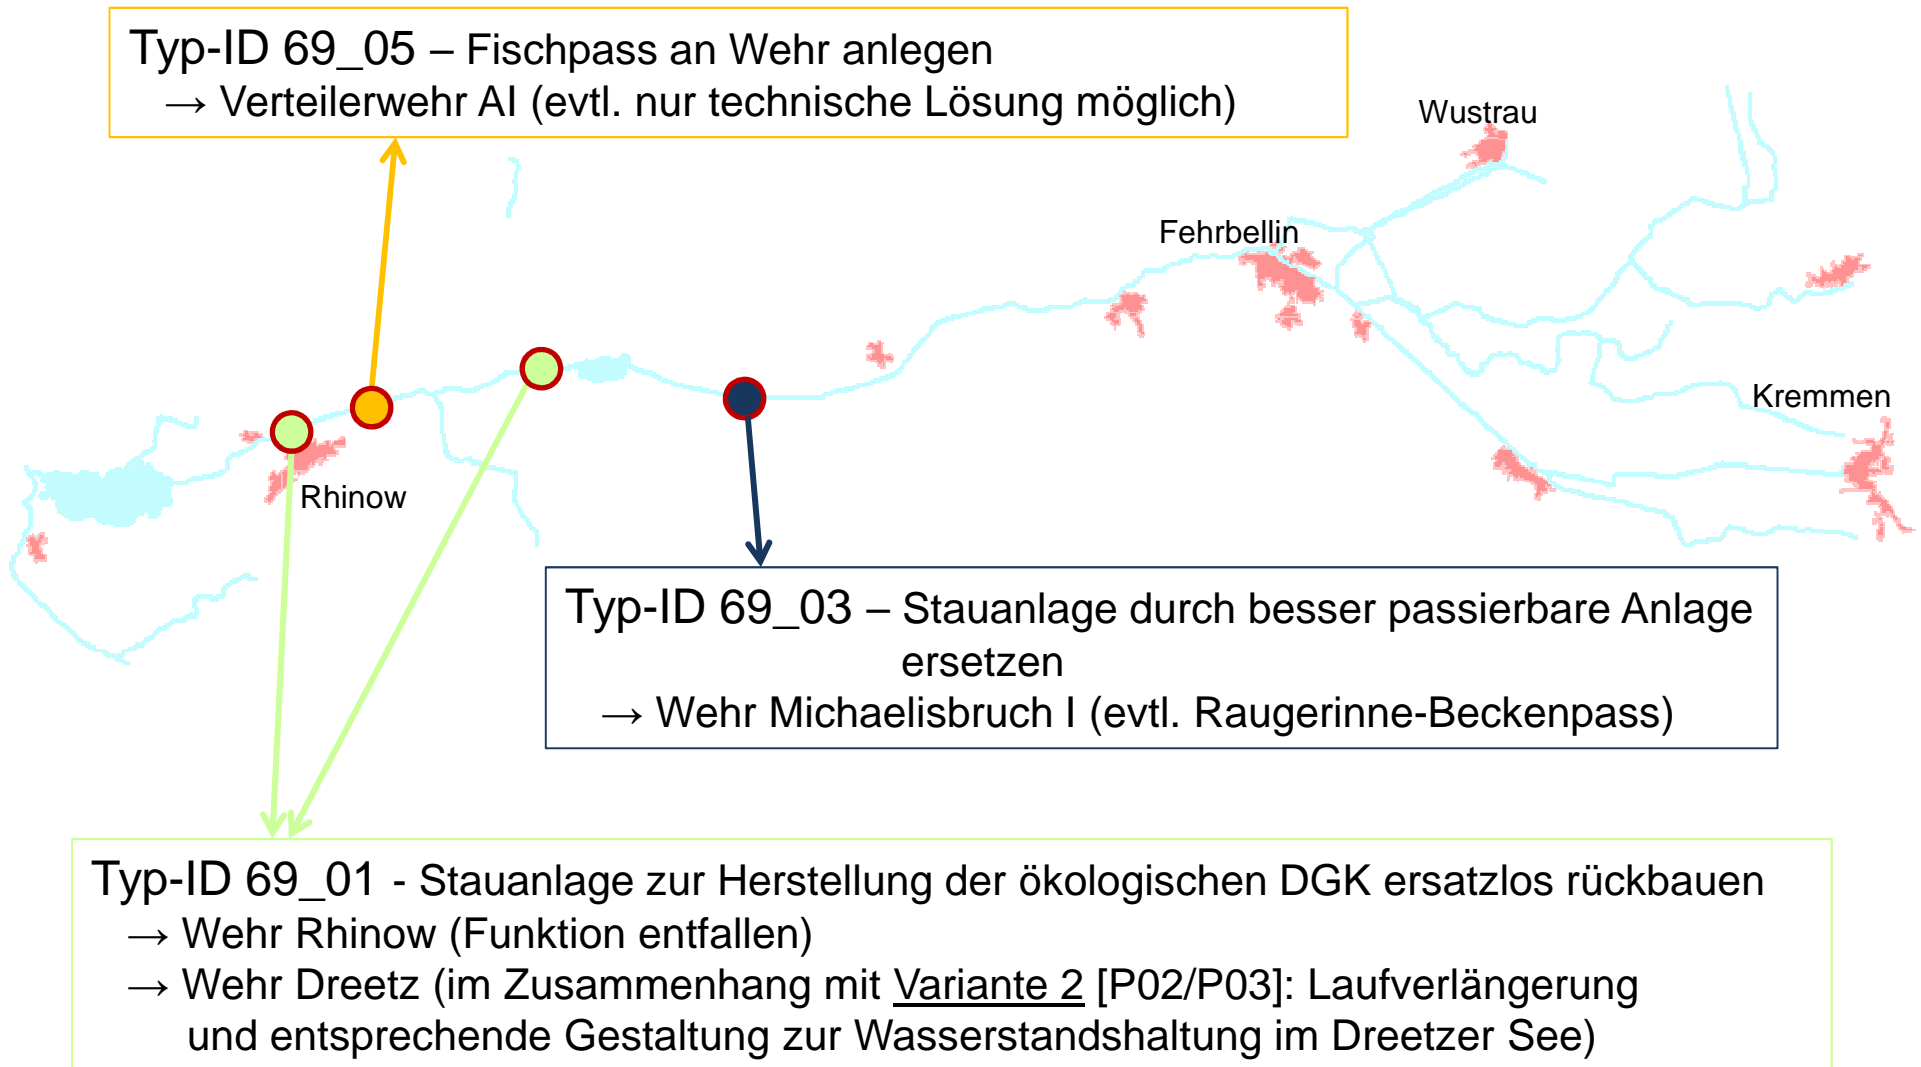 Typ-ID 69_05 – Fischpass an Wehr anlegen
→ Verteilerwehr AI (evtl. nur technische Lösung möglich)
Wustrau
Fehrbellin
Kremmen
Rhinow
Typ-ID 69_03 – Stauanlage durch besser passierbare Anlage
ersetzen
→ Wehr Michaelisbruch I (evtl. Raugerinne-Beckenpass)
Typ-ID 69_01 - Stauanlage zur Herstellung der ökologischen DGK ersatzlos rückbauen
→ Wehr Rhinow (Funktion entfallen)
→ Wehr Dreetz (im Zusammenhang mit Variante 2 [P02/P03]: Laufverlängerung
und entsprechende Gestaltung zur Wasserstandshaltung im Dreetzer See)